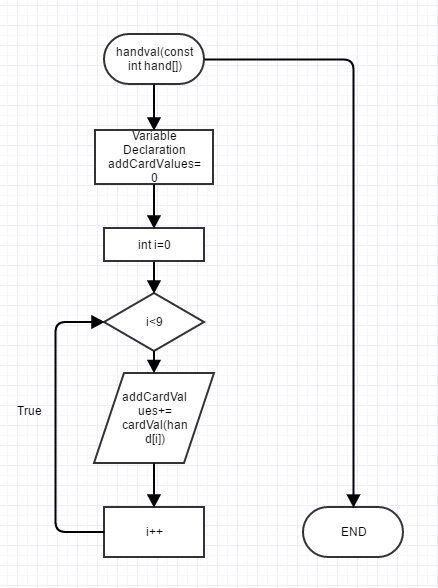 handval(const
int hand[])
Variable
Declaration
addCardValues=
0
int i=0
i<9
addCardVal
ues+=
cardVal(han
d[i])
True
i++
END